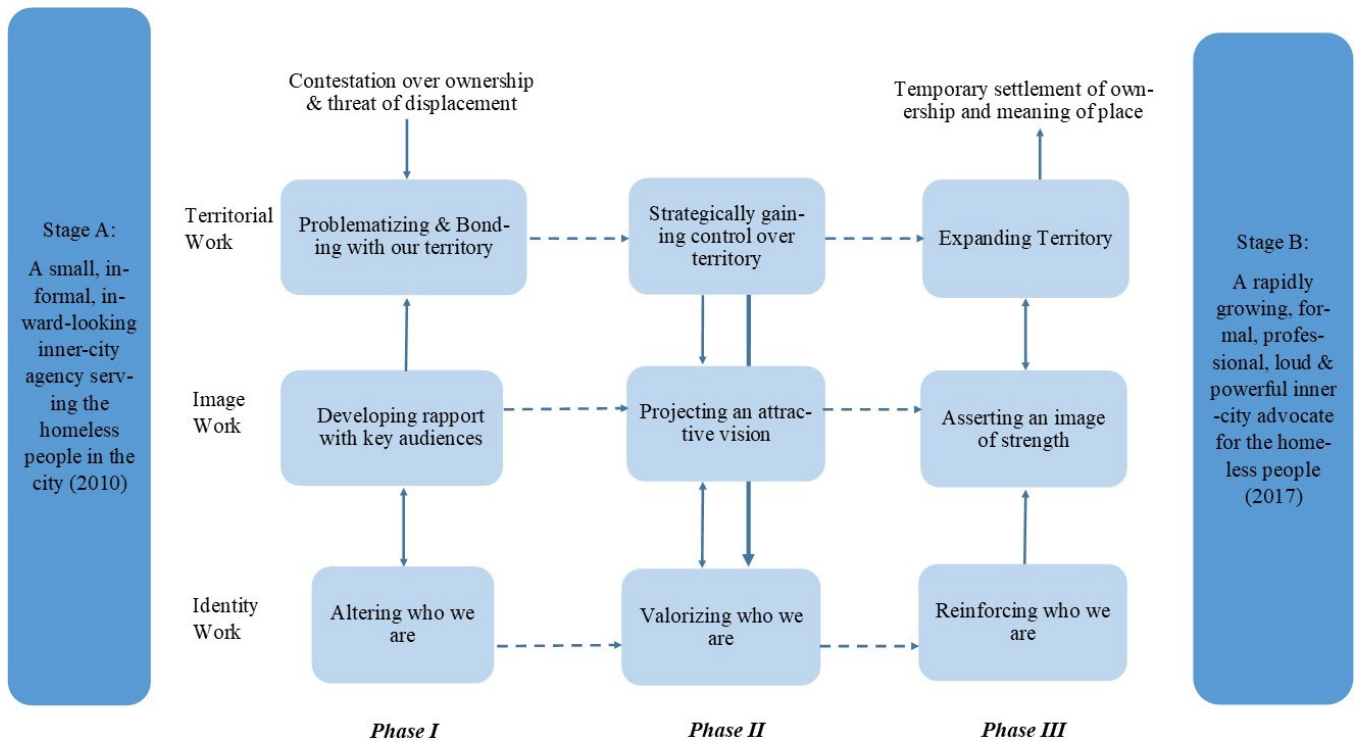 Stage A:
A small, in-
formal, in-
ward-looking
inner-city
agency serv-
ing the
homeless
people in the
city (2010)
Contestation over ownership
& threat of displacement
Temporary settlement of own-
ership and meaning of place
Territorial
Work
Problematizing & Bond-
ing with our territory
Strategically gain-
ing control over
territory
Expanding Territory
Image
Work
Developing rapport
with key audiences
Projecting an attrac-
tive vision
Asserting an image
of strength
Identity
Work
Altering who we
are
Valorizing who we
are
Reinforcing who we
are
Phase I
Phase II
Phase III
Stage B:
A rapidly
growing, for-
mal, profes-
sional, loud &
powerful inner
-city advocate
for the home-
less people
(2017)